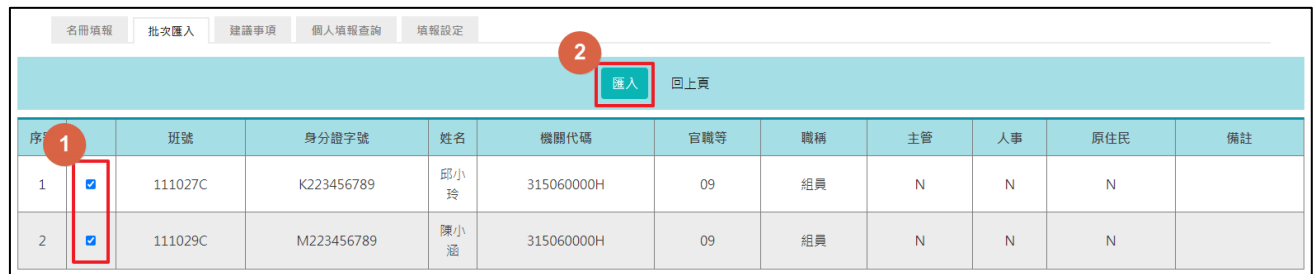 名冊填報 批次匯入 建議事項 個人填報查詢 填報設定
2
匯入 回上頁
1
序 班號 身分證字號 姓名 機關代碼 官職等 職稱 主管 人事 原住民 備註
1 111027C K223456789 邱小玲 315060000H 09 組員 N N N
2 111029C M223456789 陳小涵 315060000H 09 組員 N N N